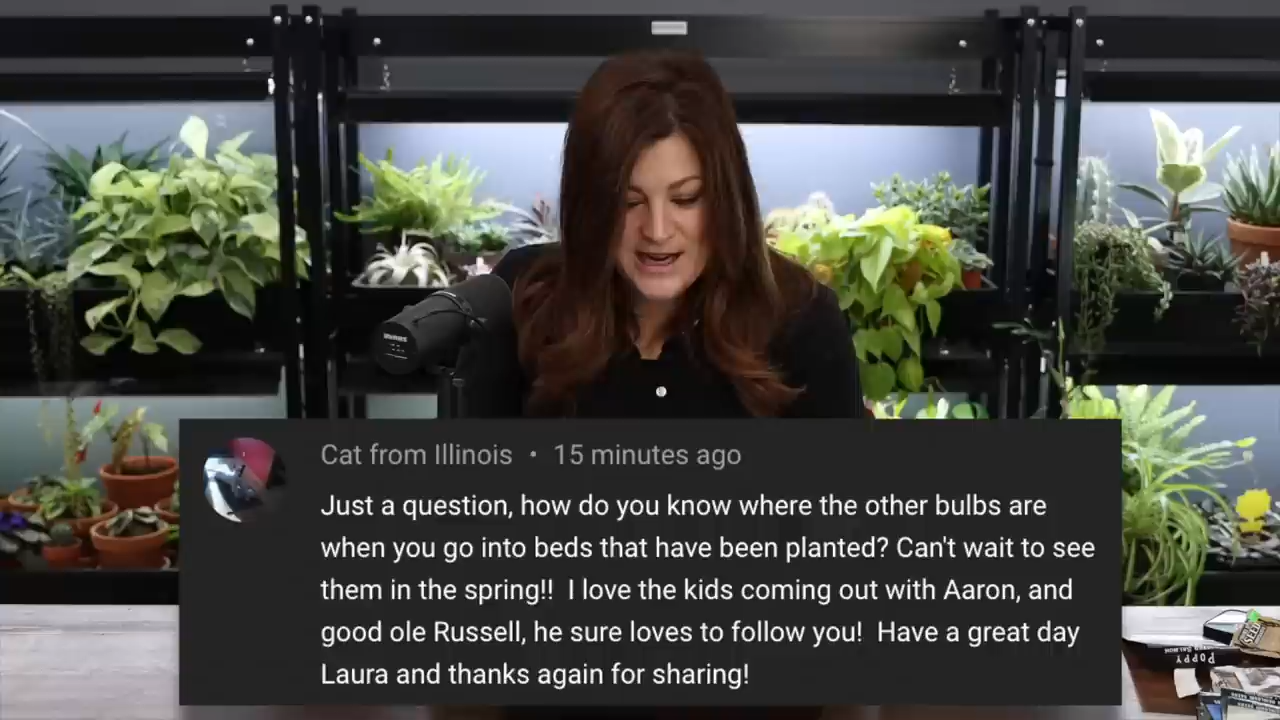 Cat from Illinois • 15 minutes ago
Just a question, how do you know where the other bulbs are
when you go into beds that have been planted? Can't wait to see
them in the spring!!  I love the kids coming out with Aaron, and
good ole Russell, he sure loves to follow you!  Have a great day
Laura and thanks again for sharing!
POPPY